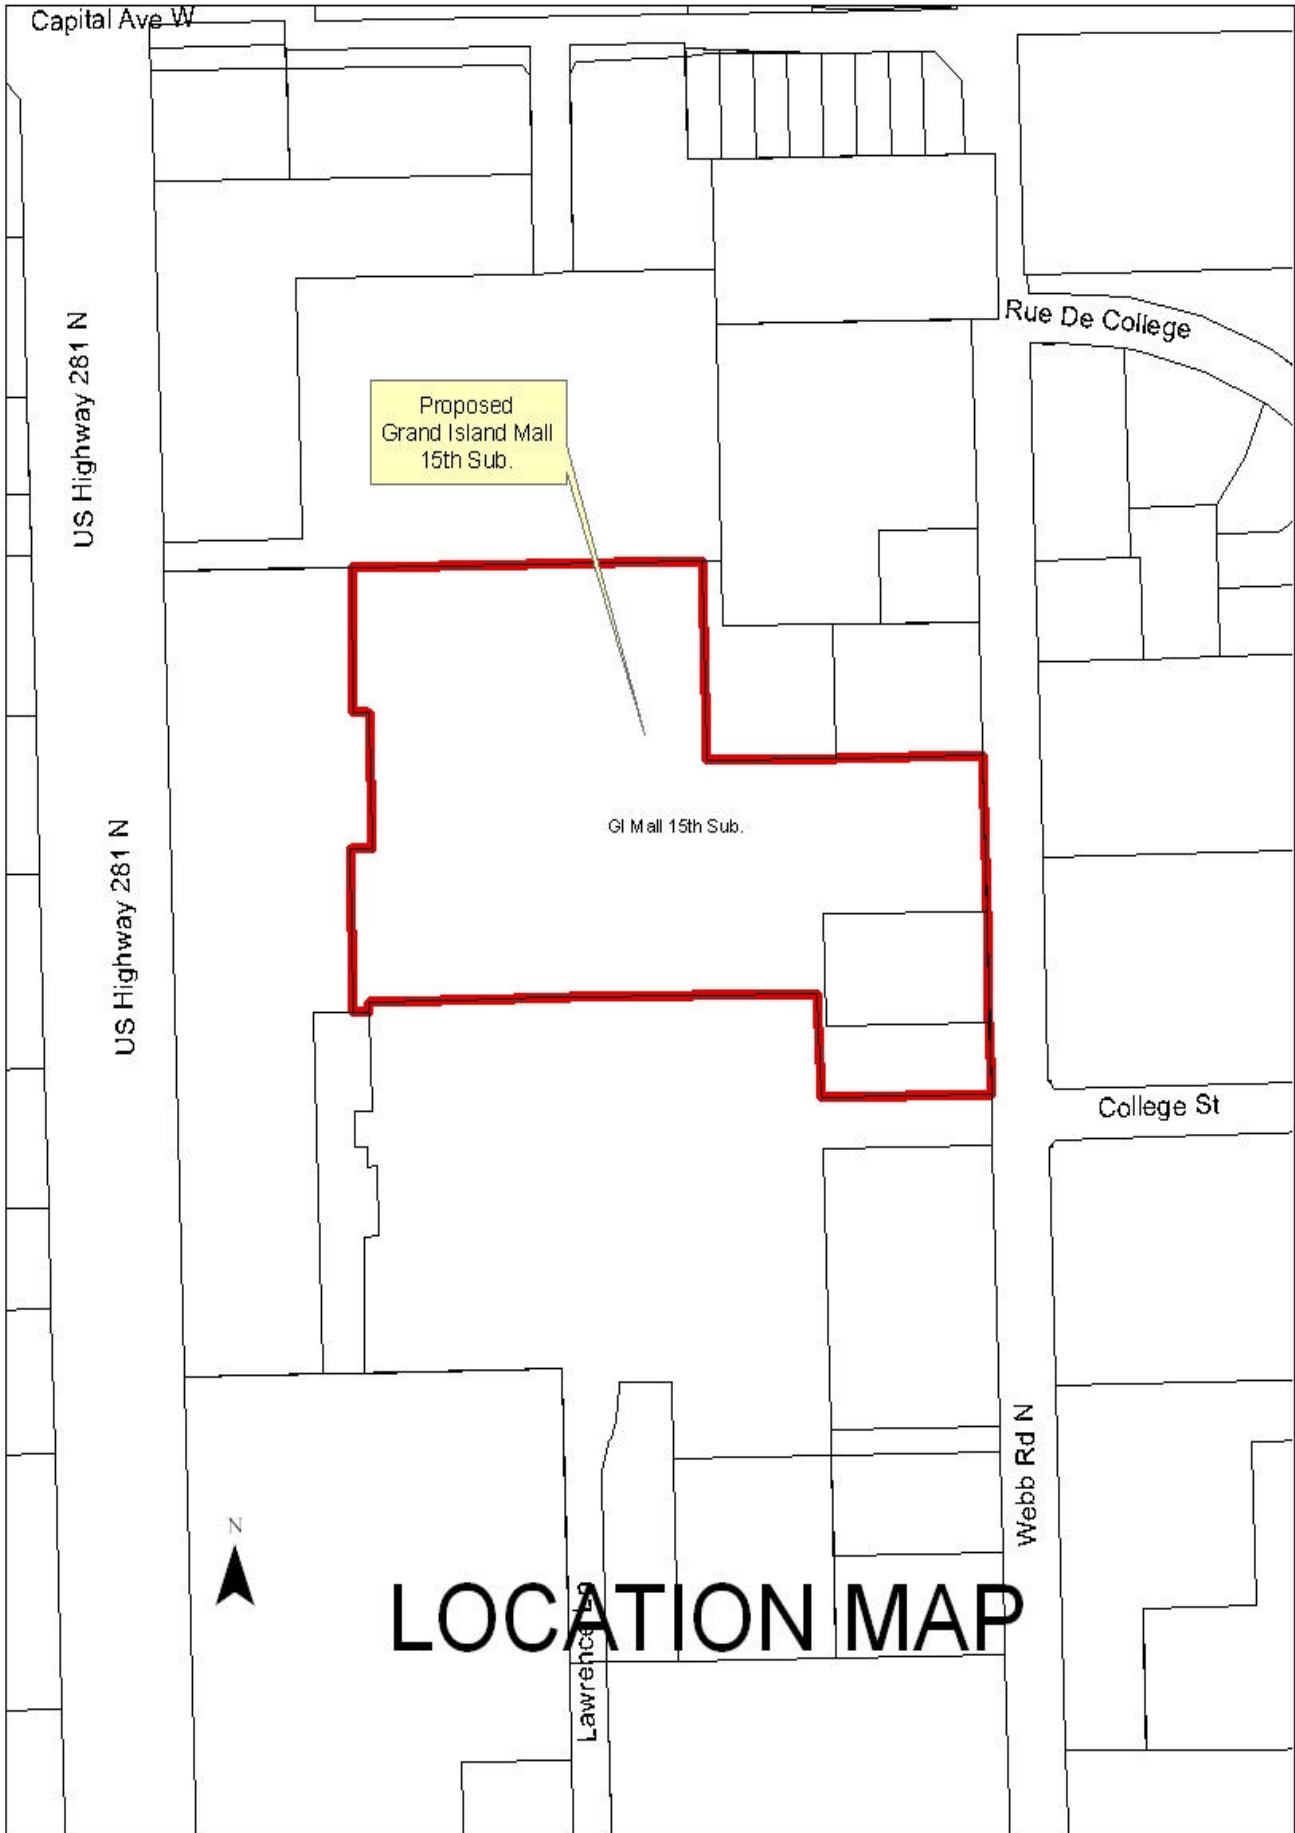 Capital Ave W
US Highway 281 N
Rue De College
Proposed
Grand Island Mall
15th Sub.
GI Mall 15th Sub.
US Highway 281 N
College St
Webb Rd N
N
LOCATION MAP
Lawrence Ln